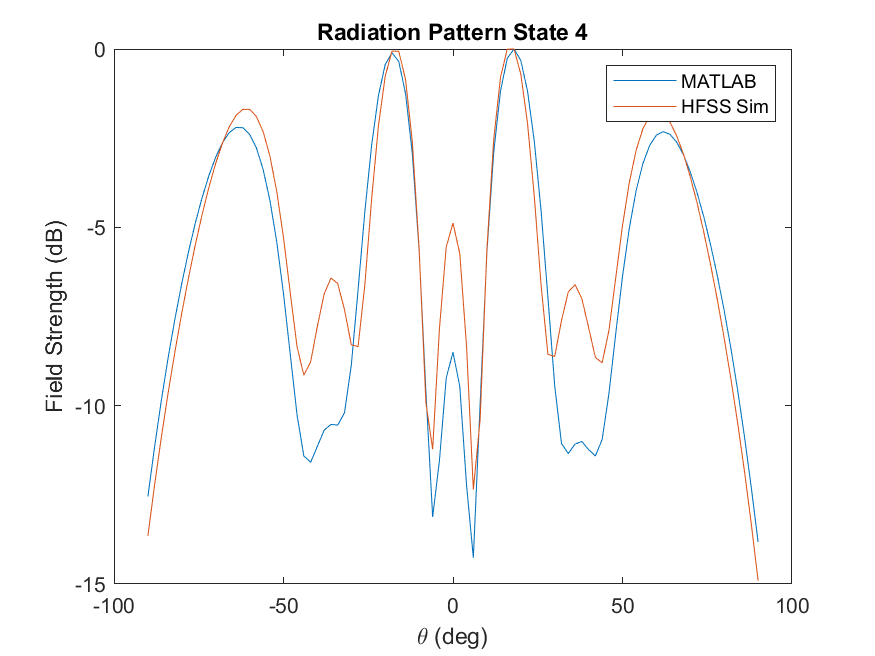 Radiation Pattern State 4
MATLAB
HFSS Sim
Field Strength (dB)
0
-5
-10
-15
-100
-50
0
50
100
θ (deg)